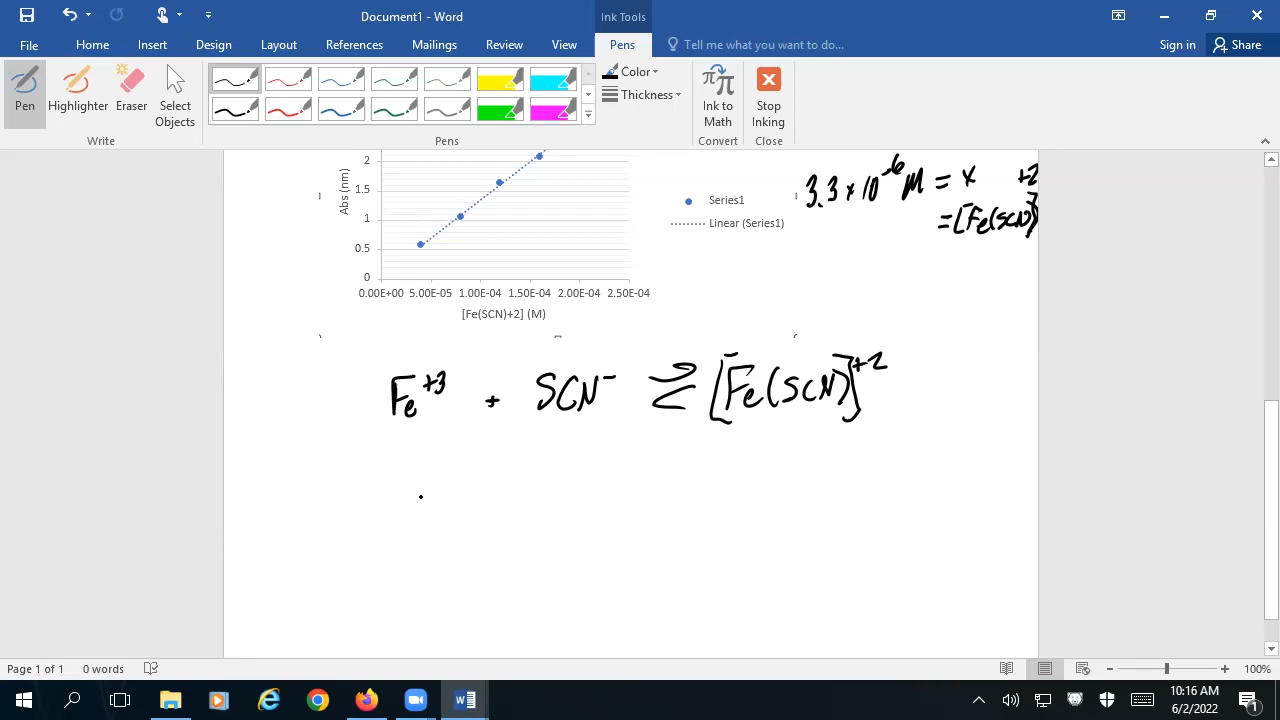 Document1 - Word
Ink Tools
File Home Insert Design Layout References Mailings Review View Pens Tell me what you want to do... Sign in Share
Pen Highlighter Eraser Select Objects
Color
Thickness
Ink to Math
Stop Inking
Write Pens Convert Close
2
1.5
1
0.5
0
Abs (nm)
0.00E+00 5.00E-05 1.00E-04 1.50E-04 2.00E-04 2.50E-04
[Fe(SCN)+2] (M)
Series1
Linear (Series1)
3.3 × 10⁻⁶ M = x
= [Fe(SCN)]+2
Fe+3 + SCN⁻ ⇌ [Fe(SCN)]+2
Page 1 of 1 0 words 100%
10:16 AM
6/2/2022
1